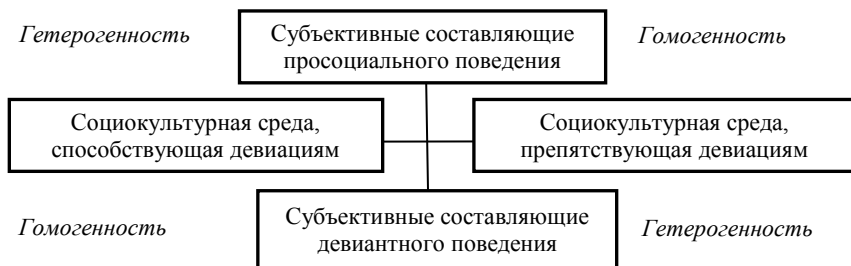 Гетерогенность
Субъективные составляющие
просоциального поведения
Гомогенность
Социокультурная среда,
способствующая девиациям
Социокультурная среда,
препятствующая девиациям
Гомогенность
Субъективные составляющие
девиантного поведения
Гетерогенность